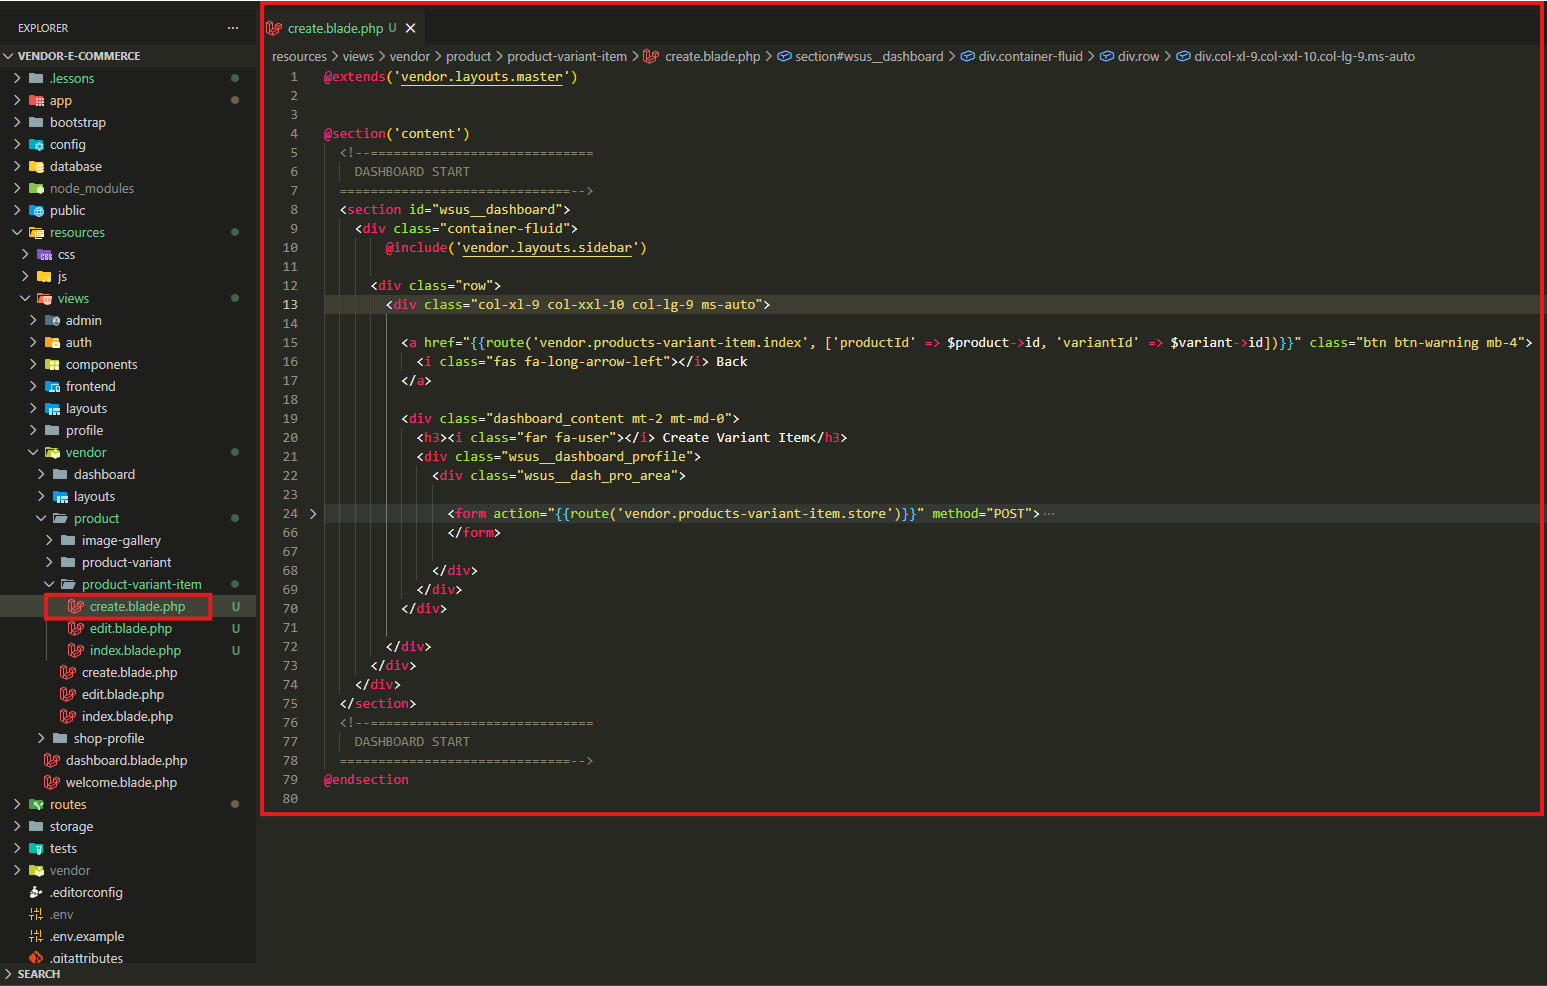 EXPLORER
···
VENDOR-E-COMMERCE
.lessons
app
bootstrap
config
database
node_modules
public
resources
css
js
views
admin
auth
components
frontend
layouts
profile
vendor
dashboard
layouts
product
image-gallery
product-variant
product-variant-item
create.blade.php U
edit.blade.php U
index.blade.php U
create.blade.php
edit.blade.php
index.blade.php
shop-profile
dashboard.blade.php
welcome.blade.php
routes
storage
tests
vendor
.editorconfig
.env
.env.example
.gitattributes
SEARCH
create.blade.php U
resources > views > vendor > product > product-variant-item > create.blade.php > section#wsus__dashboard > div.container-fluid > div.row > div.col-xl-9.col-xxl-10.col-lg-9.ms-auto
1 @extends('vendor.layouts.master')
2
3
4 @section('content')
5 <!--=============================
6 DASHBOARD START
7 ==============================-->
8 <section id="wsus__dashboard">
9 <div class="container-fluid">
10 @include('vendor.layouts.sidebar')
11
12 <div class="row">
13 <div class="col-xl-9 col-xxl-10 col-lg-9 ms-auto">
14
15 <a href="{{route('vendor.products-variant-item.index', ['productId' => $product->id, 'variantId' => $variant->id])}}" class="btn btn-warning mb-4">
16 <i class="fas fa-long-arrow-left"></i> Back
17 </a>
18
19 <div class="dashboard_content mt-2 mt-md-0">
20 <h3><i class="far fa-user"></i> Create Variant Item</h3>
21 <div class="wsus__dashboard_profile">
22 <div class="wsus__dash_pro_area">
23
24 <form action="{{route('vendor.products-variant-item.store')}}" method="POST">···
66 </form>
67
68 </div>
69 </div>
70 </div>
71
72 </div>
73 </div>
74 </div>
75 </section>
76 <!--=============================
77 DASHBOARD START
78 ==============================-->
79 @endsection
80